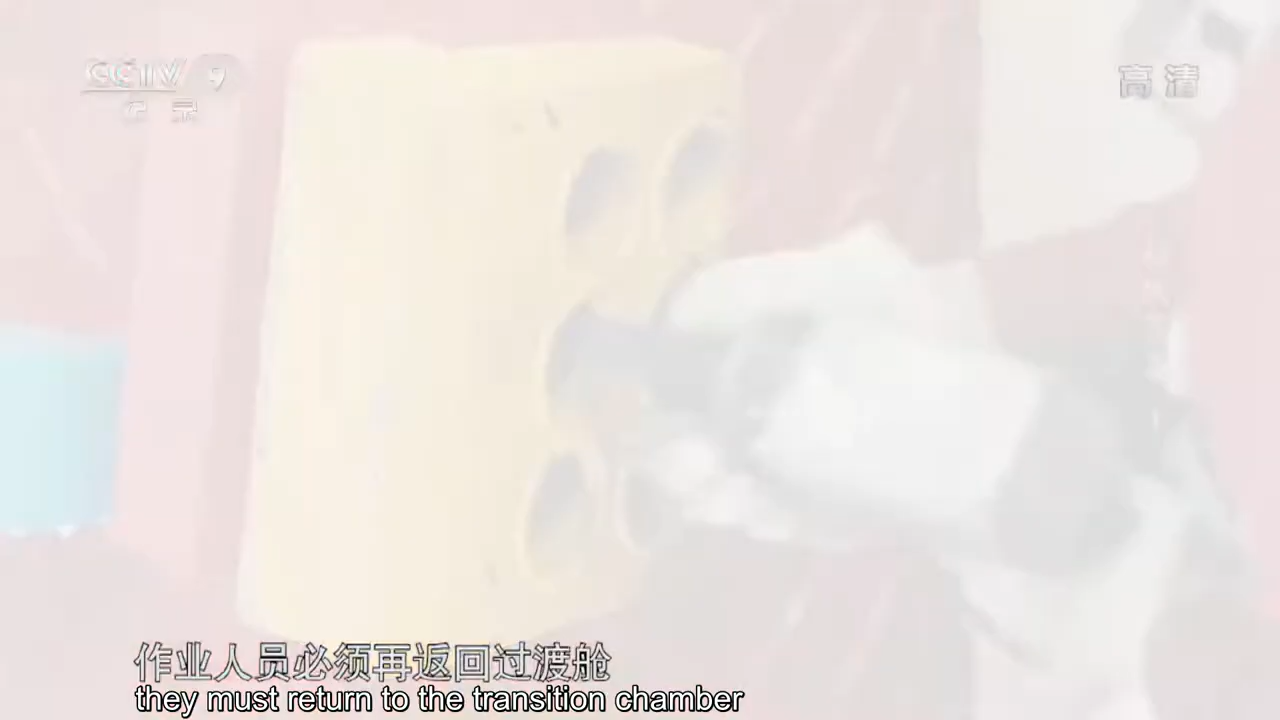 CCTV 9
纪录
高清
作业人员必须再返回过渡舱
they must return to the transition chamber